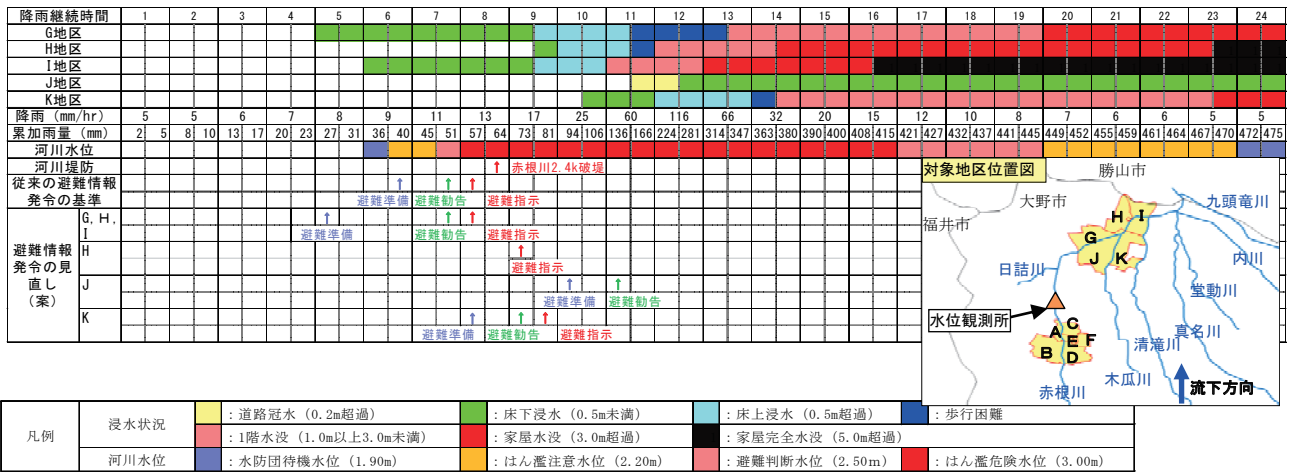 降雨継続時間 1 2 3 4 5 6 7 8 9 10 11 12 13 14 15 16 17 18 19 20 21 22 23 24
G地区
H地区
I地区
J地区
K地区
降雨 (mm/hr) 5 5 7 7 8 9 11 13 17 25 60 116 66 32 20 14 12 10 8 7 6 6 5 5
累加雨量 (mm) 2 5 8 10 13 17 20 23 27 31 36 40 45 51 57 64 73 81 94 106 136 166 224 281 314 347 363 380 390 400 408 415 421 427 432 437 441 445 449 452 455 459 461 464 467 470 472 475
河川水位
河川堤防 ↑ 赤根川2.4k破堤
従来の避難情報 ↑ ↑ ↑
発令の基準 避難準備 避難勧告 避難指示
避難情報
発令の見
直し
(案)
G, H, ↑ ↑ ↑
I 避難準備 避難勧告 避難指示
H ↑
避難指示
J ↑ ↑
避難準備 避難勧告
K ↑ ↑ ↑
避難準備 避難勧告 避難指示
対象地区位置図
勝山市
大野市
福井市
九頭竜川
H I
G
J K
内川
日詰川
堂動川
水位観測所
真名川
清滝川
A C
E F
B D
木瓜川
赤根川
流下方向
凡例
浸水状況
:道路冠水 (0.2m超過) :床下浸水 (0.5m未満) :床上浸水 (0.5m超過) :歩行困難
:1階水没 (1.0m以上3.0m未満) :家屋水没 (3.0m超過) :家屋完全水没 (5.0m超過)
河川水位 :水防団待機水位 (1.90m) :はん濫注意水位 (2.20m) :避難判断水位 (2.50m) :はん濫危険水位 (3.00m)